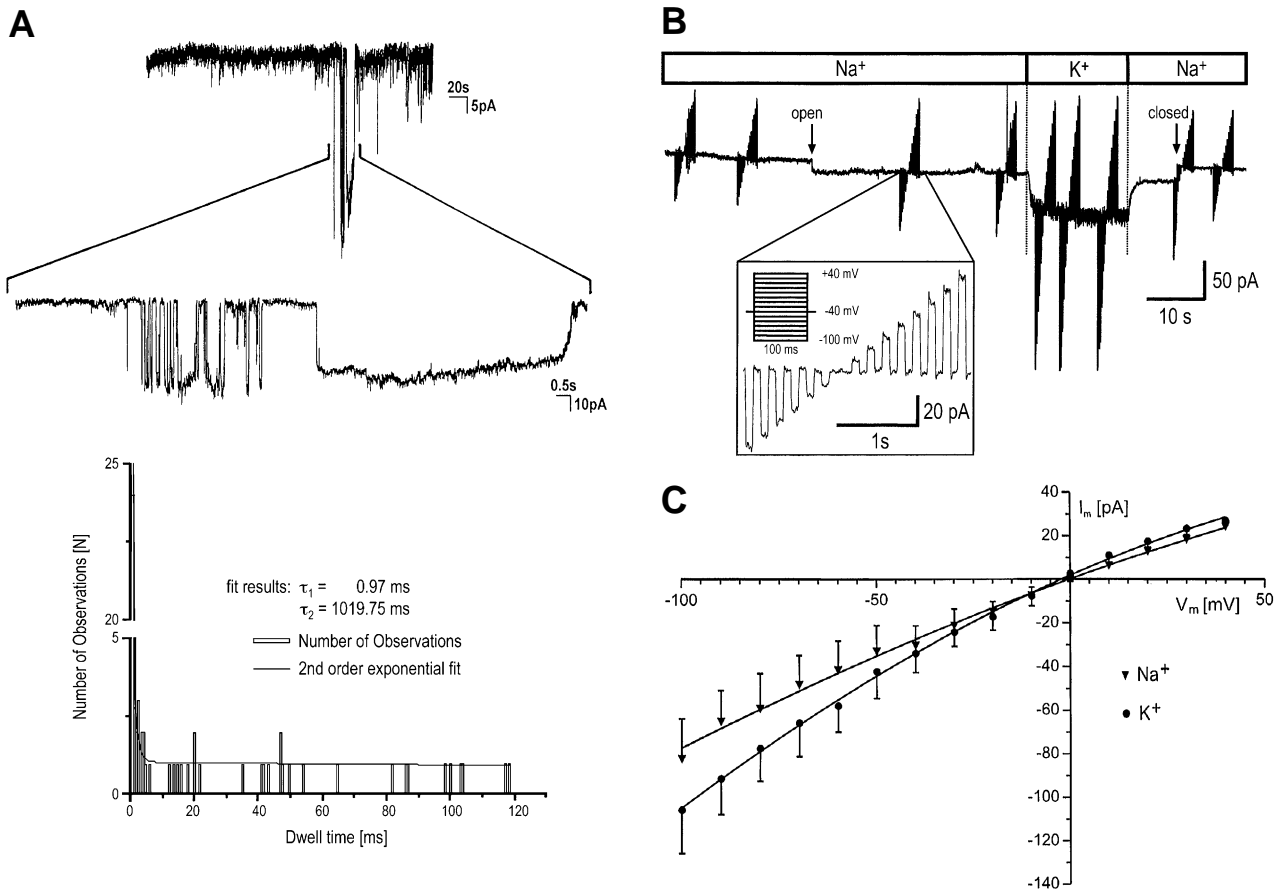 A
20s
5pA
0.5s
10pA
25
20
5
0
Number of Observations [N]
fit results: τ1 = 0.97 ms
τ2 = 1019.75 ms
Number of Observations
2nd order exponential fit
0 20 40 60 80 100 120
Dwell time [ms]
B
Na+ K+ Na+
open
closed
50 pA
10 s
+40 mV
-40 mV
-100 mV
100 ms
20 pA
1s
C
40
Im [pA]
20
-100 -50 50
Vm [mV]
-20
-40
-60
-80
-100
-120
-140
Na+
K+